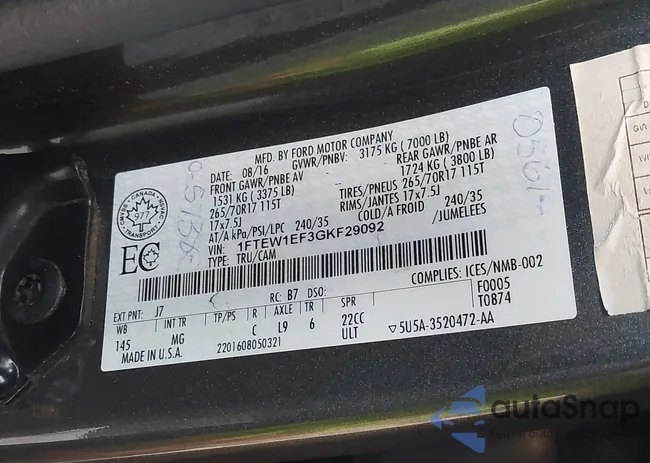 MFD. BY FORD MOTOR COMPANY
DATE: 08/16 GVWR/PNBV: 3175 KG (7000 LB)
FRONT GAWR/PNBE AV REAR GAWR/PNBE AR
1531 KG (3375 LB) 1724 KG (3800 LB)
265/70R17 115T TIRES/PNEUS 265/70R17 115T
17x7.5J RIMS/JANTES 17x7.5J
AT/A kPA/PSI/LPC 240/35 COLD/A FROID 240/35
VIN: 1FTEW1EF3GKF29092 /JUMELEES
TYPE: TRU/CAM
CANADA
977
EC
COMPLIES: ICES/NMB-002
F0005
T0B74
EXT PNT: J7 RC: B7 DSO:
WB INT TR TP/PS R AXLE TR SPR
145 MG C L9 6 22CC
ULT
▽5U5A-3520472-AA
MADE IN U.S.A. 2201608050321
autoSnap